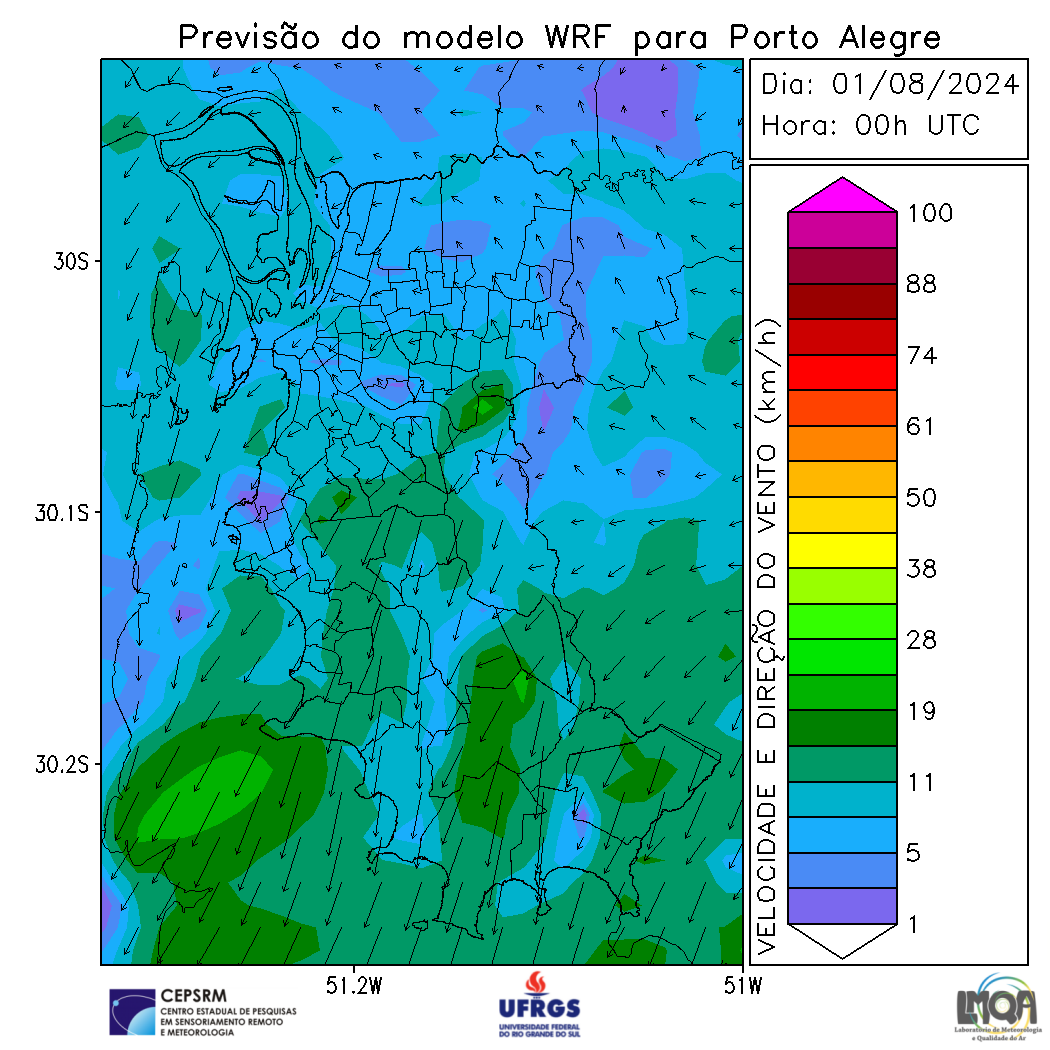 Previsão do modelo WRF para Porto Alegre
Dia: 01/08/2024
Hora: 00h UTC
30S
30.1S
30.2S
51.2W
51W
VELOCIDADE E DIREÇÃO DO VENTO (km/h)
100
88
74
61
50
38
28
19
11
5
1
CEPSRM
CENTRO ESTADUAL DE PESQUISAS
EM SENSORIAMENTO REMOTO
E METEOROLOGIA
UFRGS
UNIVERSIDADE FEDERAL
DO RIO GRANDE DO SUL
LMQA
Laboratório de Meteorologia
e Qualidade do Ar